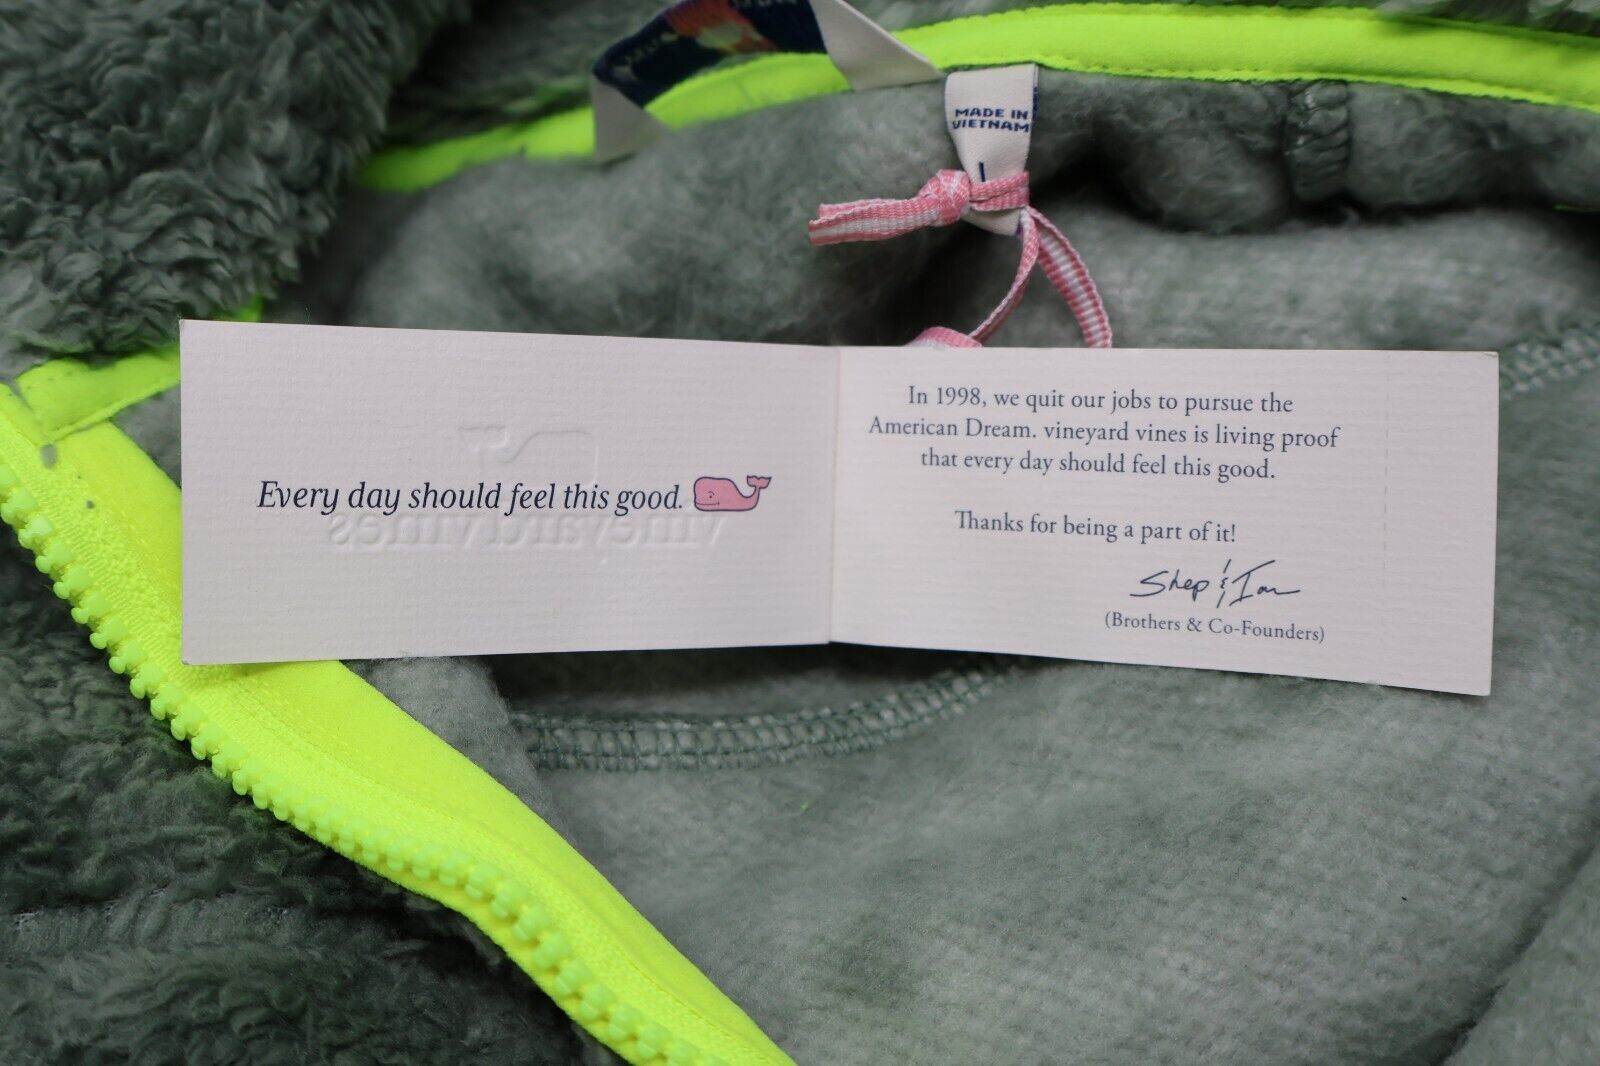 MADE IN
VIETNAM
L
Every day should feel this good.
vineyard vines
In 1998, we quit our jobs to pursue the
American Dream. vineyard vines is living proof
that every day should feel this good.
Thanks for being a part of it!
Shep & Ian
(Brothers & Co-Founders)